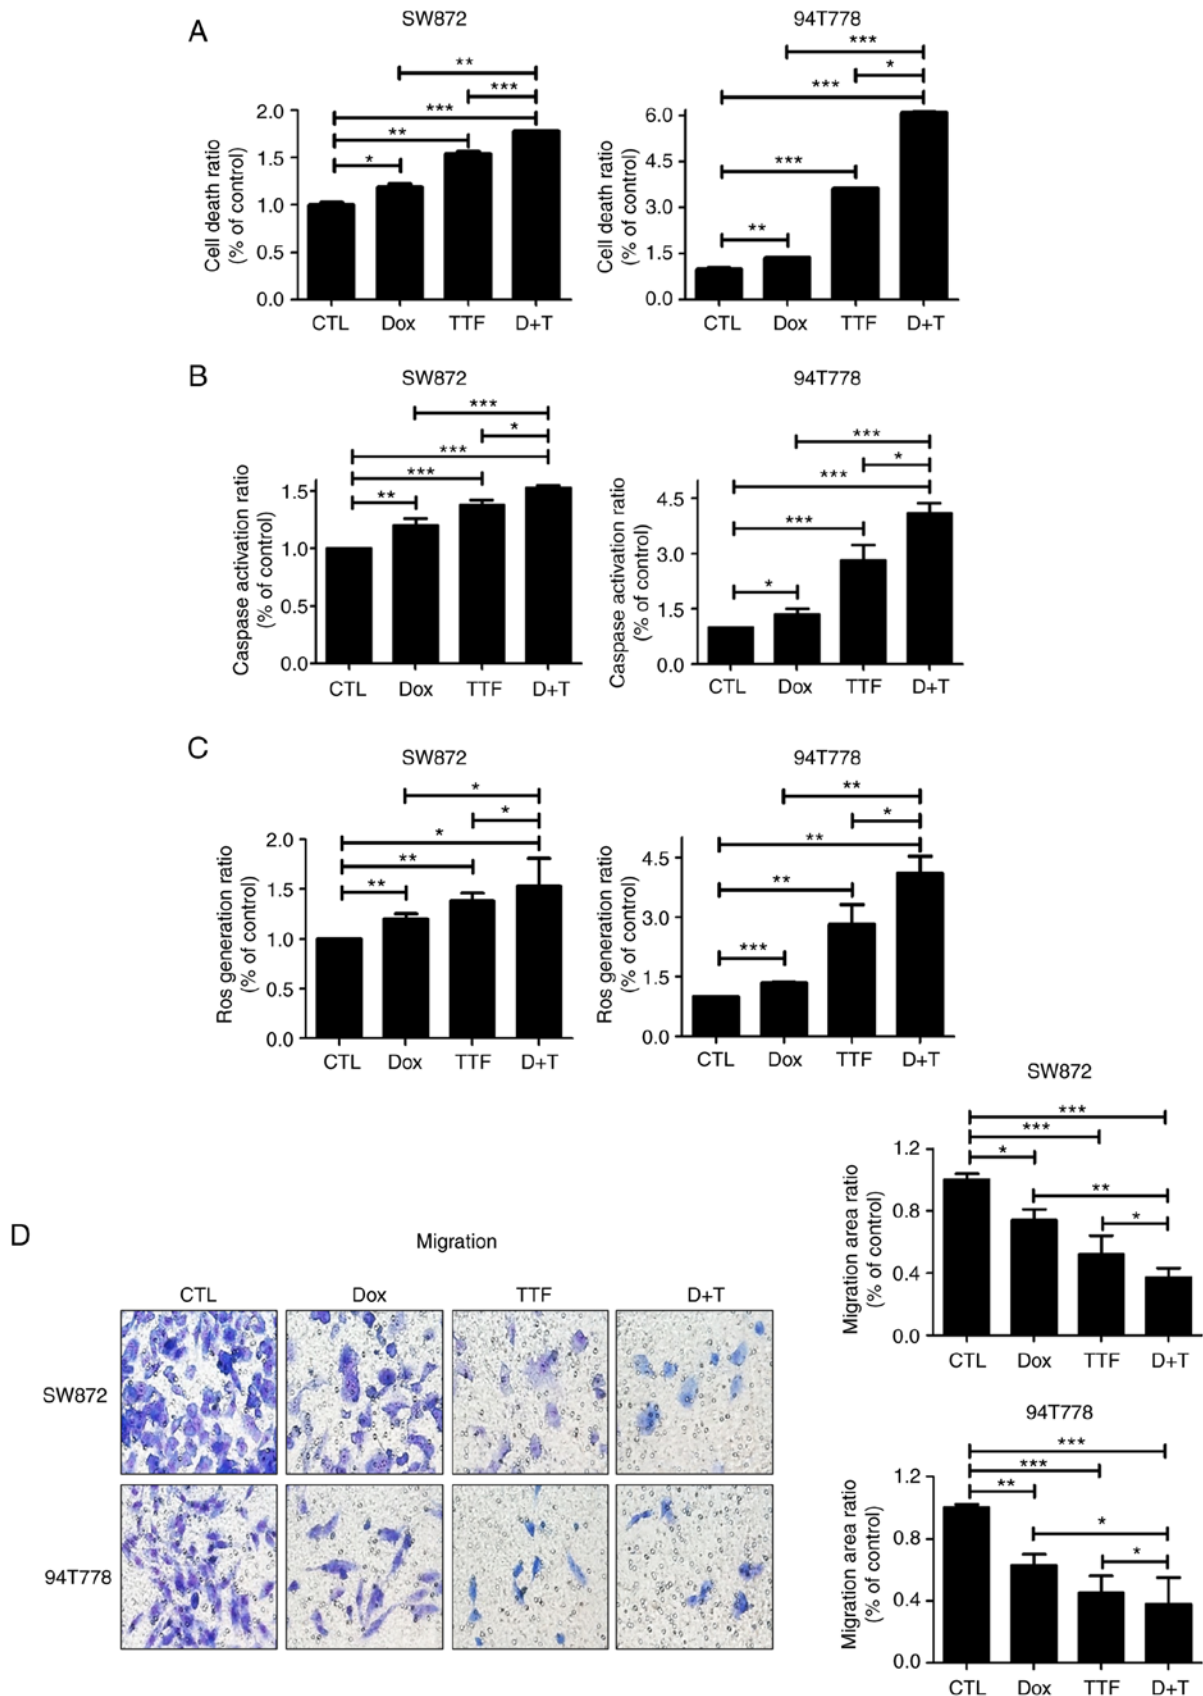 A
SW872
Cell death ratio
(% of control)
2.0
1.5
1.0
0.5
0.0
**
***
***
**
*
CTL Dox TTF D+T
94T778
Cell death ratio
(% of control)
6.0
4.5
3.0
1.5
0.0
***
*
***
***
**
CTL Dox TTF D+T
B
SW872
Caspase activation ratio
(% of control)
1.5
1.0
0.5
0.0
***
*
***
***
**
CTL Dox TTF D+T
94T778
Caspase activation ratio
(% of control)
4.5
3.0
1.5
0.0
***
*
***
***
*
CTL Dox TTF D+T
C
SW872
Ros generation ratio
(% of control)
2.0
1.5
1.0
0.5
0.0
*
*
*
**
**
CTL Dox TTF D+T
94T778
Ros generation ratio
(% of control)
4.5
3.0
1.5
0.0
**
*
**
**
***
CTL Dox TTF D+T
D
Migration
CTL Dox TTF D+T
SW872
94T778
SW872
Migration area ratio
(% of control)
1.2
0.8
0.4
0.0
***
***
*
**
*
CTL Dox TTF D+T
94T778
Migration area ratio
(% of control)
1.2
0.8
0.4
0.0
***
***
**
*
*
CTL Dox TTF D+T